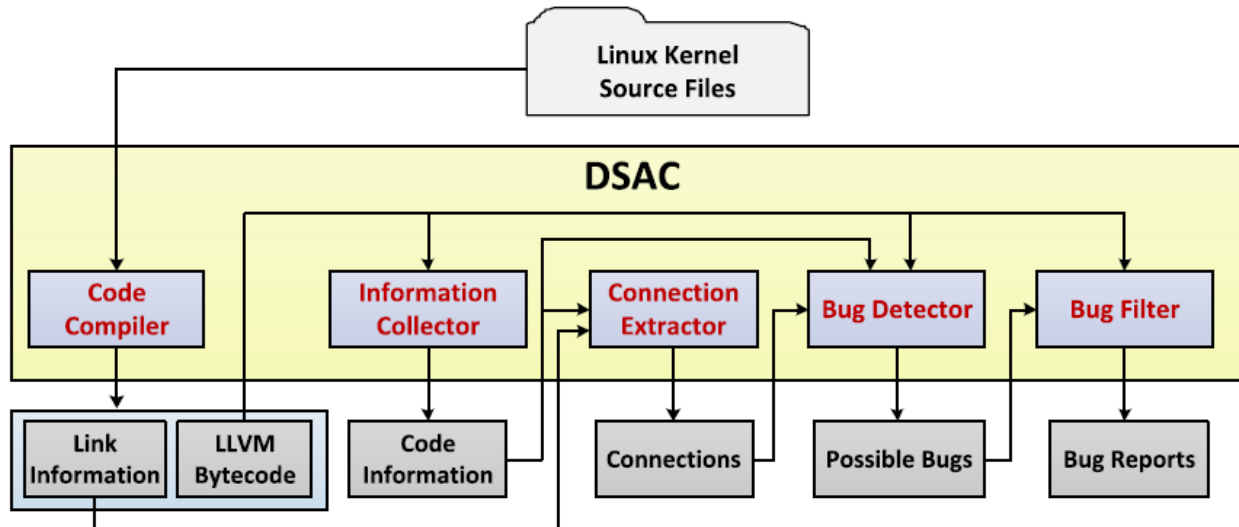 Linux Kernel
Source Files
DSAC
Code
Compiler
Information
Collector
Connection
Extractor
Bug Detector
Bug Filter
Link
Information
LLVM
Bytecode
Code
Information
Connections
Possible Bugs
Bug Reports